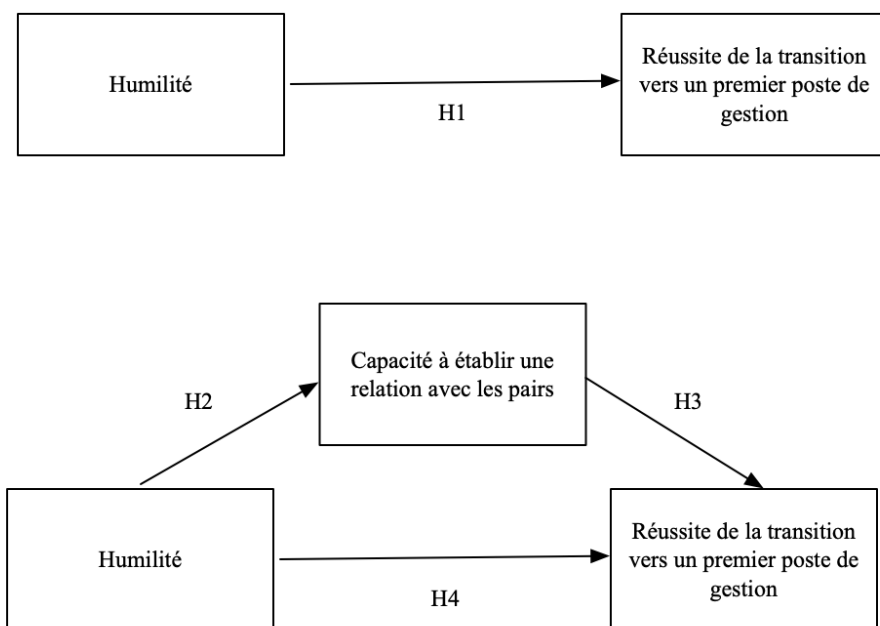 Humilité
Réussite de la transition
vers un premier poste de
gestion
H1
Capacité à établir une
relation avec les pairs
H2
H3
Humilité
Réussite de la transition
vers un premier poste de
gestion
H4